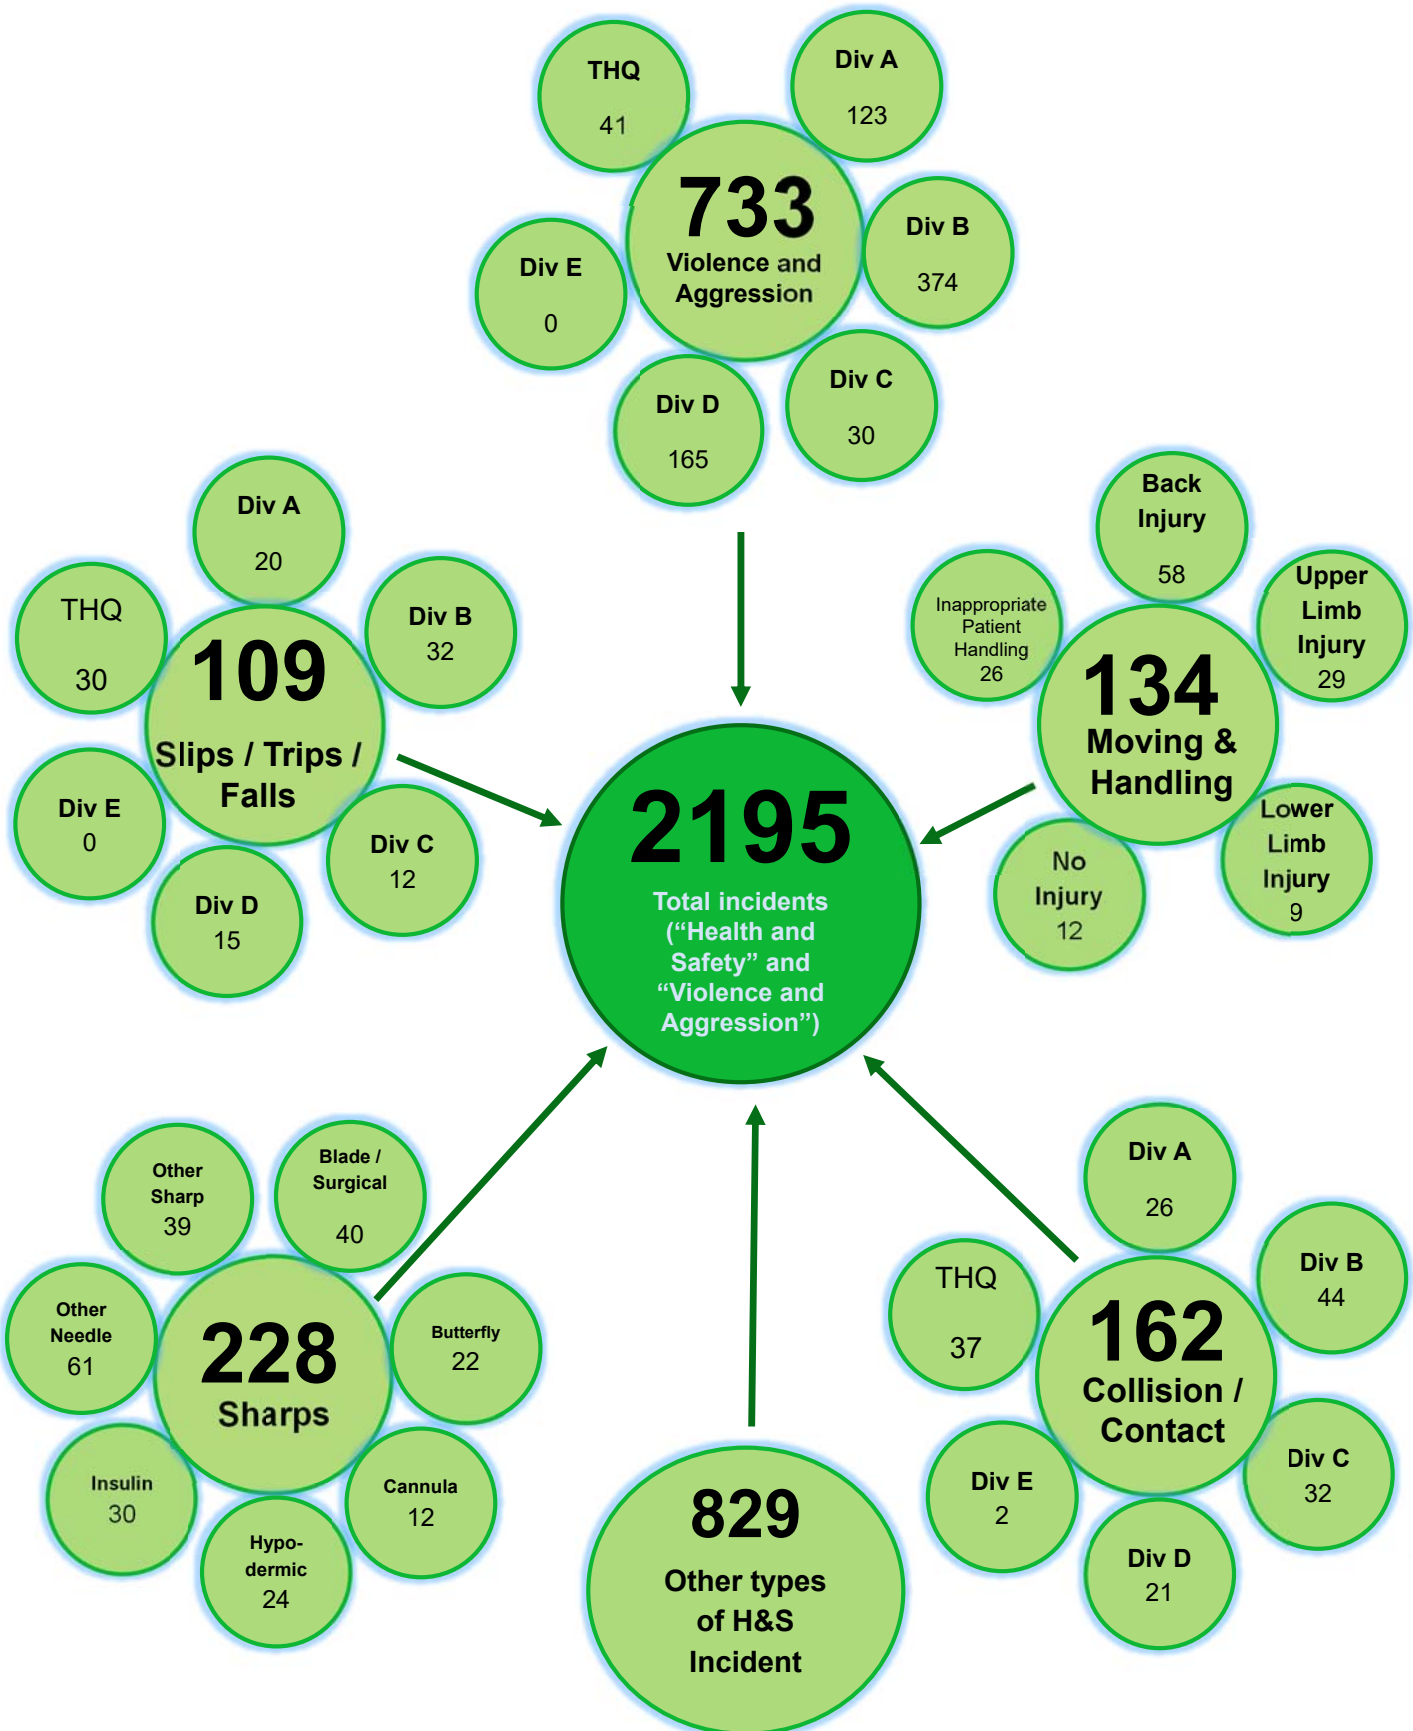 THQ
41
Div A
123
733
Violence and
Aggression
Div B
374
Div E
0
Div C
30
Div D
165
Div A
20
THQ
30
Div B
32
109
Slips / Trips /
Falls
Div E
0
Div C
12
Div D
15
Back
Injury
58
Inappropriate
Patient
Handling
26
Upper
Limb
Injury
29
134
Moving &
Handling
No
Injury
12
Lower
Limb
Injury
9
2195
Total incidents
(“Health and
Safety” and
“Violence and
Aggression”)
Other
Sharp
39
Blade /
Surgical
40
Other
Needle
61
228
Sharps
Butterfly
22
Insulin
30
Cannula
12
Hypo-
dermic
24
829
Other types
of H&S
Incident
Div A
26
THQ
37
Div B
44
162
Collision /
Contact
Div E
2
Div C
32
Div D
21